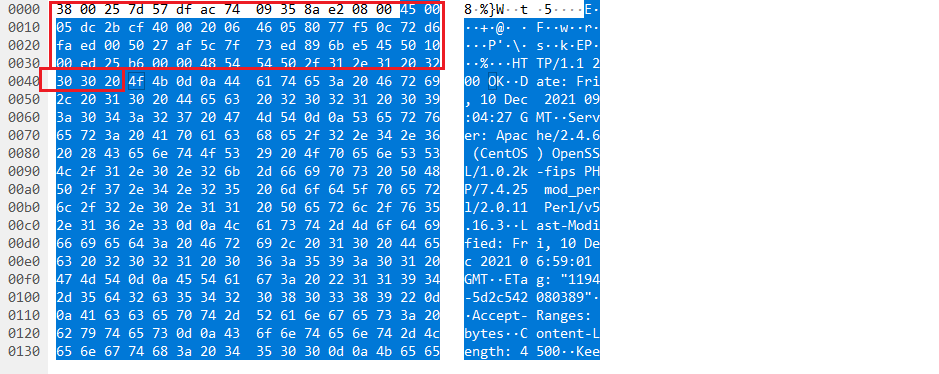 0000 38 00 25 7d 57 df ac 74 09 35 8a e2 08 00 45 00 8·%}W··t ·5····E·
0010 05 dc 2b cf 40 00 20 06 46 05 80 77 f5 0c 72 d6 ··+·@· · F··w··r·
0020 fa ed 00 50 27 af 5c 7f 73 ed 89 6b e5 45 50 10 ···P'·\· s··k·EP·
0030 00 ed 25 b6 00 00 48 54 54 50 2f 31 2e 31 20 32 ··%···HT TP/1.1 2
0040 30 30 20 4f 4b 0d 0a 44 61 74 65 3a 20 46 72 69 00 OK··D ate: Fri
0050 2c 20 31 30 20 44 65 63 20 32 30 32 31 20 30 39 , 10 Dec 2021 09
0060 3a 30 34 3a 32 37 20 47 4d 54 0d 0a 53 65 72 76 :04:27 G MT··Serv
0070 65 72 3a 20 41 70 61 63 68 65 2f 32 2e 34 2e 36 er: Apac he/2.4.6
0080 20 28 43 65 6e 74 4f 53 29 20 4f 70 65 6e 53 53 (CentOS ) OpenSS
0090 4c 2f 31 2e 30 2e 32 6b 2d 66 69 70 73 20 50 48 L/1.0.2k -fips PH
00a0 50 2f 37 2e 34 2e 32 35 20 6d 6f 64 5f 70 65 72 P/7.4.25 mod_per
00b0 6c 2f 32 2e 30 2e 31 31 20 50 65 72 6c 2f 76 35 l/2.0.11 Perl/v5
00c0 2e 31 36 2e 33 0d 0a 4c 61 73 74 2d 4d 6f 64 69 .16.3··L ast-Modi
00d0 66 69 65 64 3a 20 46 72 69 2c 20 31 30 20 44 65 fied: Fr i, 10 De
00e0 63 20 32 30 32 31 20 30 36 3a 35 39 3a 30 31 20 c 2021 0 6:59:01
00f0 47 4d 54 0d 0a 45 54 61 67 3a 20 22 31 31 39 34 GMT··ETa g: "1194
0100 2d 35 64 32 63 35 34 32 30 38 30 33 38 39 22 0d -5d2c542 080389"·
0110 0a 41 63 63 65 70 74 2d 52 61 6e 67 65 73 3a 20 ·Accept- Ranges:
0120 62 79 74 65 73 0d 0a 43 6f 6e 74 65 6e 74 2d 4c bytes··C ontent-L
0130 65 6e 67 74 68 3a 20 34 35 30 30 0d 0a 4b 65 65 ength: 4 500··Kee